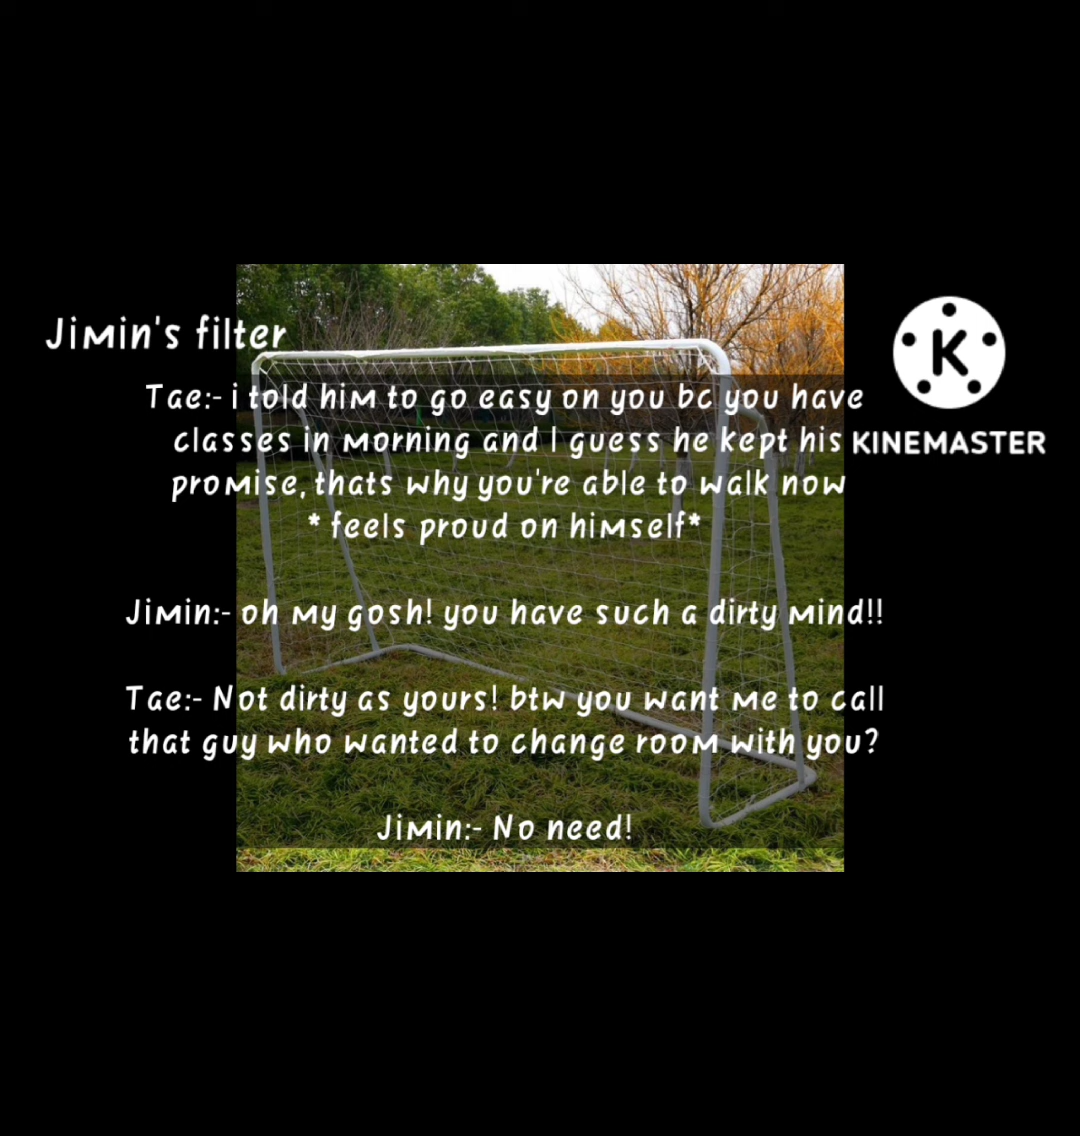 Jimin's filter
Tae:- i told him to go easy on you bc you have
classes in morning and I guess he kept his
promise, thats why you're able to walk now
* feels proud on himself*
Jimin:- oh my gosh! you have such a dirty mind!!
Tae:- Not dirty as yours! btw you want me to call
that guy who wanted to change room with you?
Jimin:- No need!
K
KINEMASTER